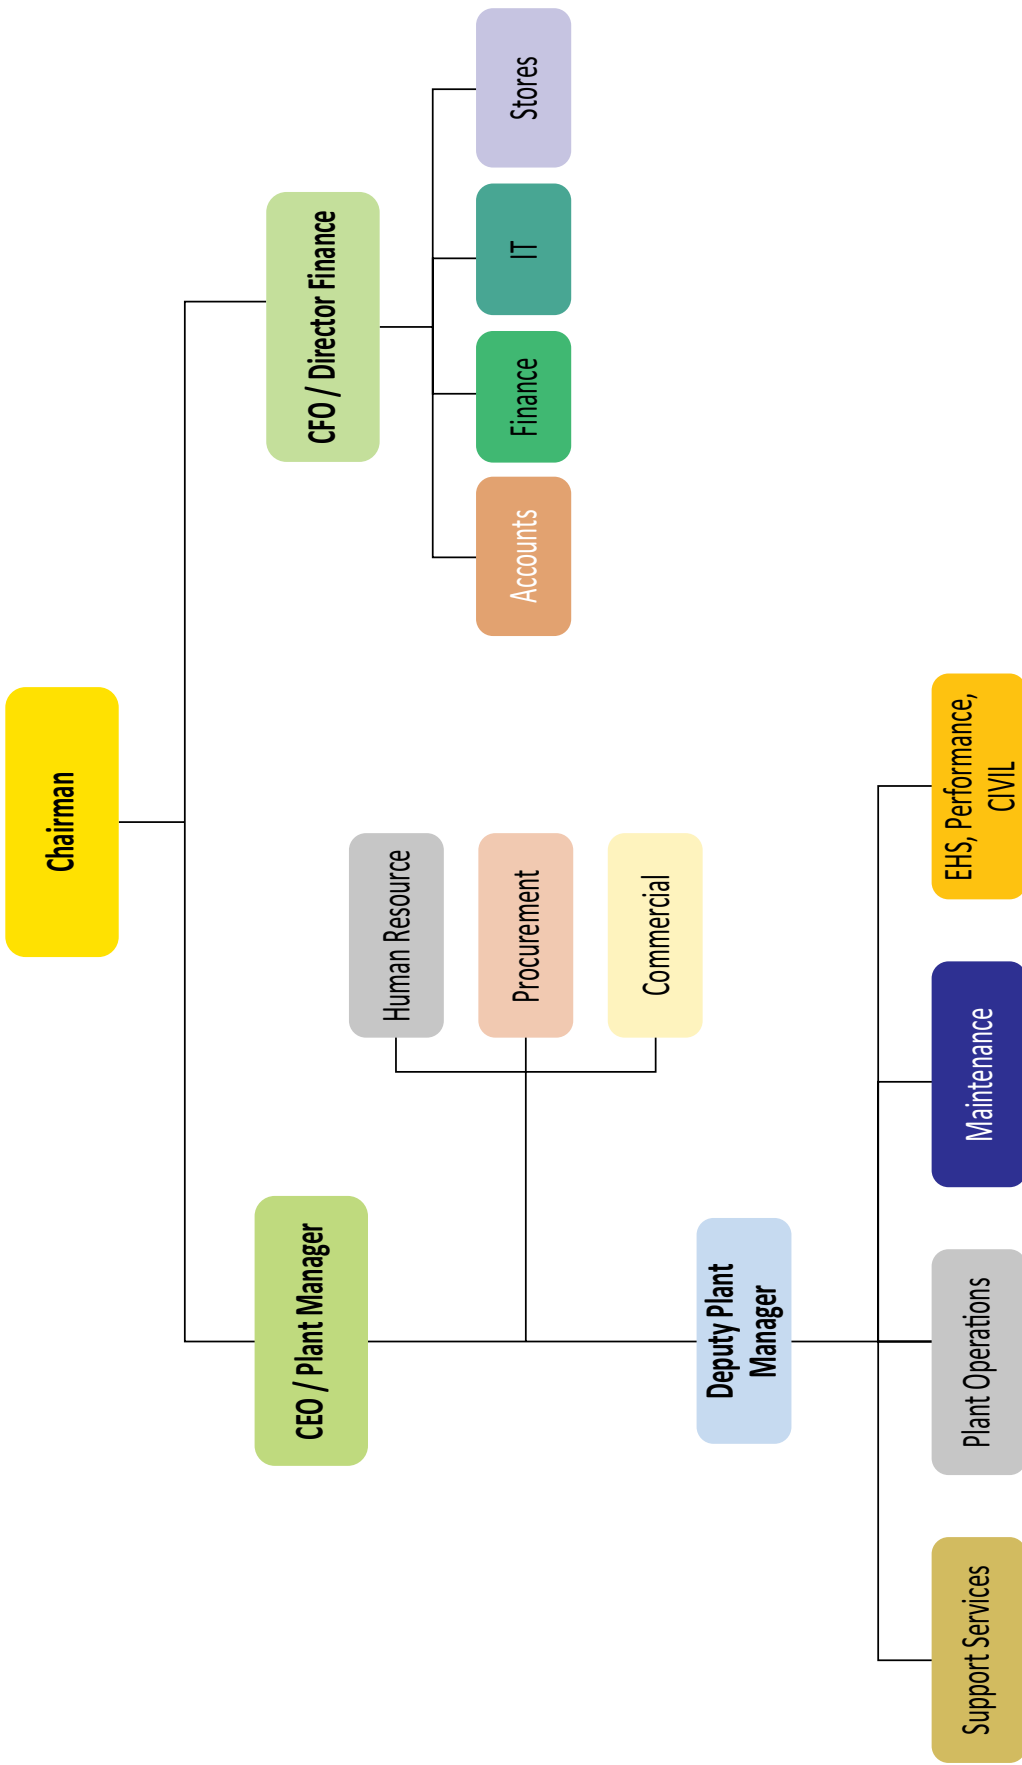 Chairman
CEO / Plant Manager
CFO / Director Finance
Human Resource
Procurement
Commercial
Accounts
Finance
IT
Stores
Deputy Plant
Manager
Support Services
Plant Operations
Maintenance
EHS, Performance,
CIVIL